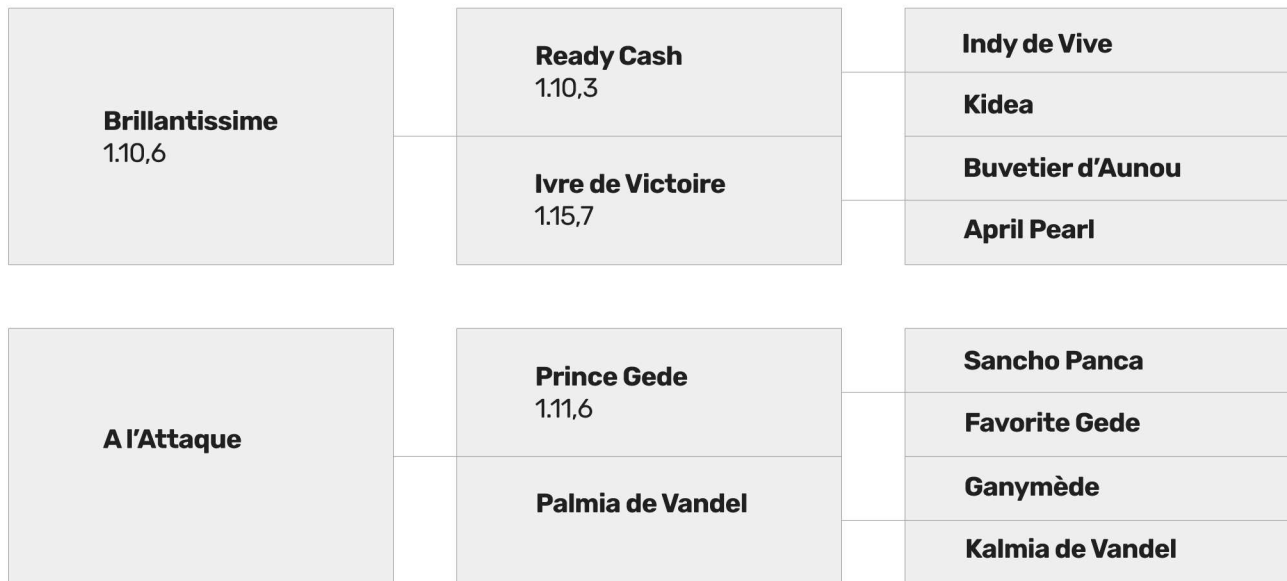 Brillantissime
1.10,6
Ready Cash
1.10,3
Ivre de Victoire
1.15,7
Indy de Vive
Kidea
Buvetier d’Aunou
April Pearl
A l’Attaque
Prince Gede
1.11,6
Palmia de Vandel
Sancho Panca
Favorite Gede
Ganymède
Kalmia de Vandel